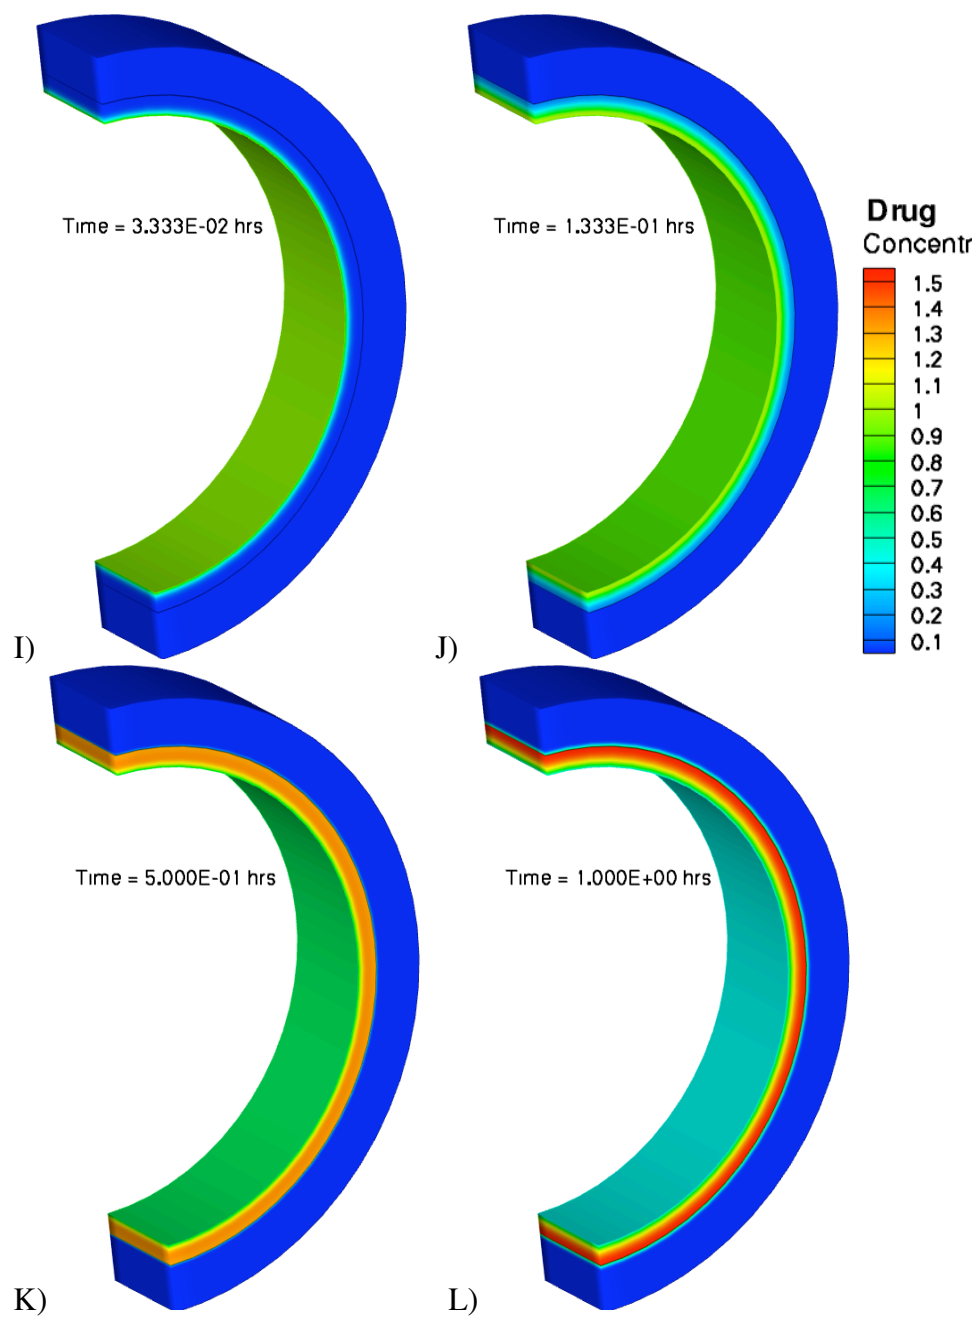 Time = 3.333E-02 hrs
Time = 1.333E-01 hrs
Drug
Concentr
1.5
1.4
1.3
1.2
1.1
1
0.9
0.8
0.7
0.6
0.5
0.4
0.3
0.2
0.1
I)
J)
Time = 5.000E-01 hrs
Time = 1.000E+00 hrs
K)
L)